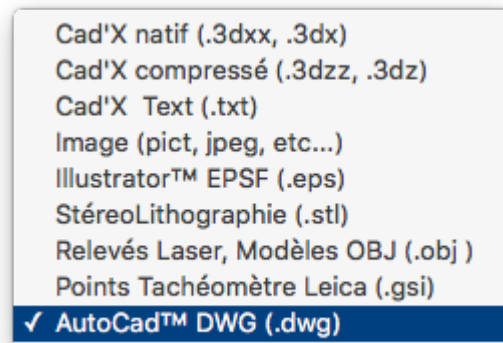 Cad'X natif (.3dxx, .3dx)
Cad'X compressé (.3dzz, .3dz)
Cad'X  Text (.txt)
Image (pict, jpeg, etc...)
Illustrator™ EPSF (.eps)
StéreoLithographie (.stl)
Relevés Laser, Modèles OBJ (.obj )
Points Tachéomètre Leica (.gsi)
✓ AutoCad™ DWG (.dwg)